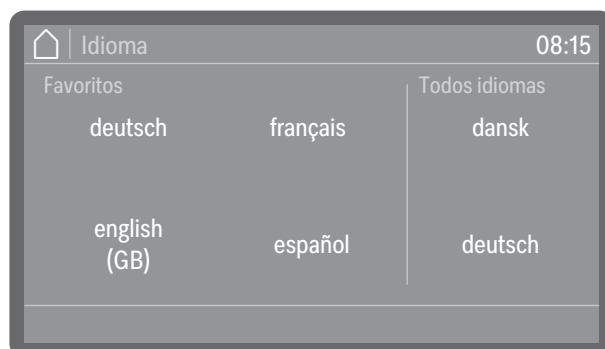 Idioma
08:15
Favoritos
Todos idiomas
deutsch
français
dansk
english
(GB)
español
deutsch